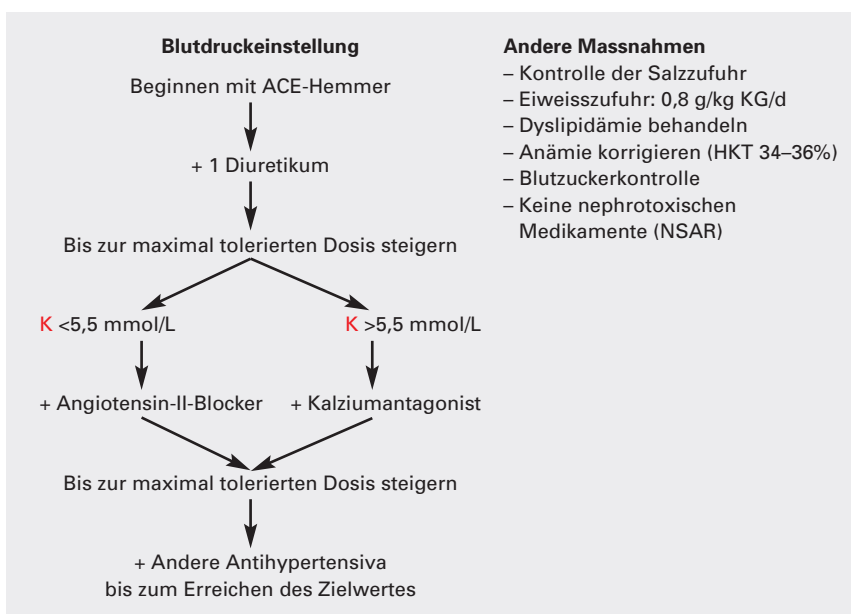 Blutdruckeinstellung
Beginnen mit ACE-Hemmer
+ 1 Diuretikum
Bis zur maximal tolerierten Dosis steigern
K <5,5 mmol/L
K >5,5 mmol/L
+ Angiotensin-II-Blocker
+ Kalziumantagonist
Bis zur maximal tolerierten Dosis steigern
+ Andere Antihypertensiva
bis zum Erreichen des Zielwertes
Andere Massnahmen
– Kontrolle der Salzzufuhr
– Eiweisszufuhr: 0,8 g/kg KG/d
– Dyslipidämie behandeln
– Anämie korrigieren (HKT 34–36%)
– Blutzuckerkontrolle
– Keine nephrotoxischen
Medikamente (NSAR)